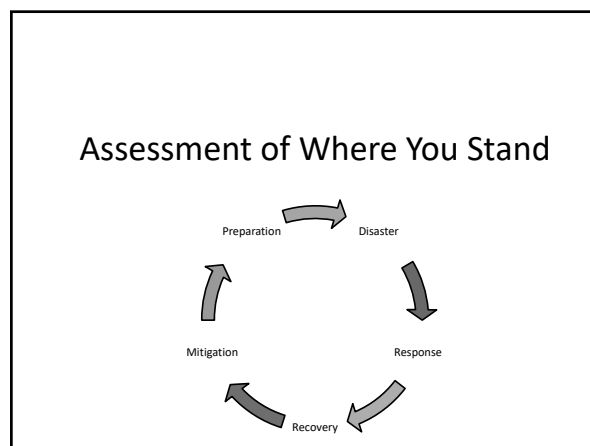 Assessment of Where You Stand
Preparation
Disaster
Mitigation
Response
Recovery